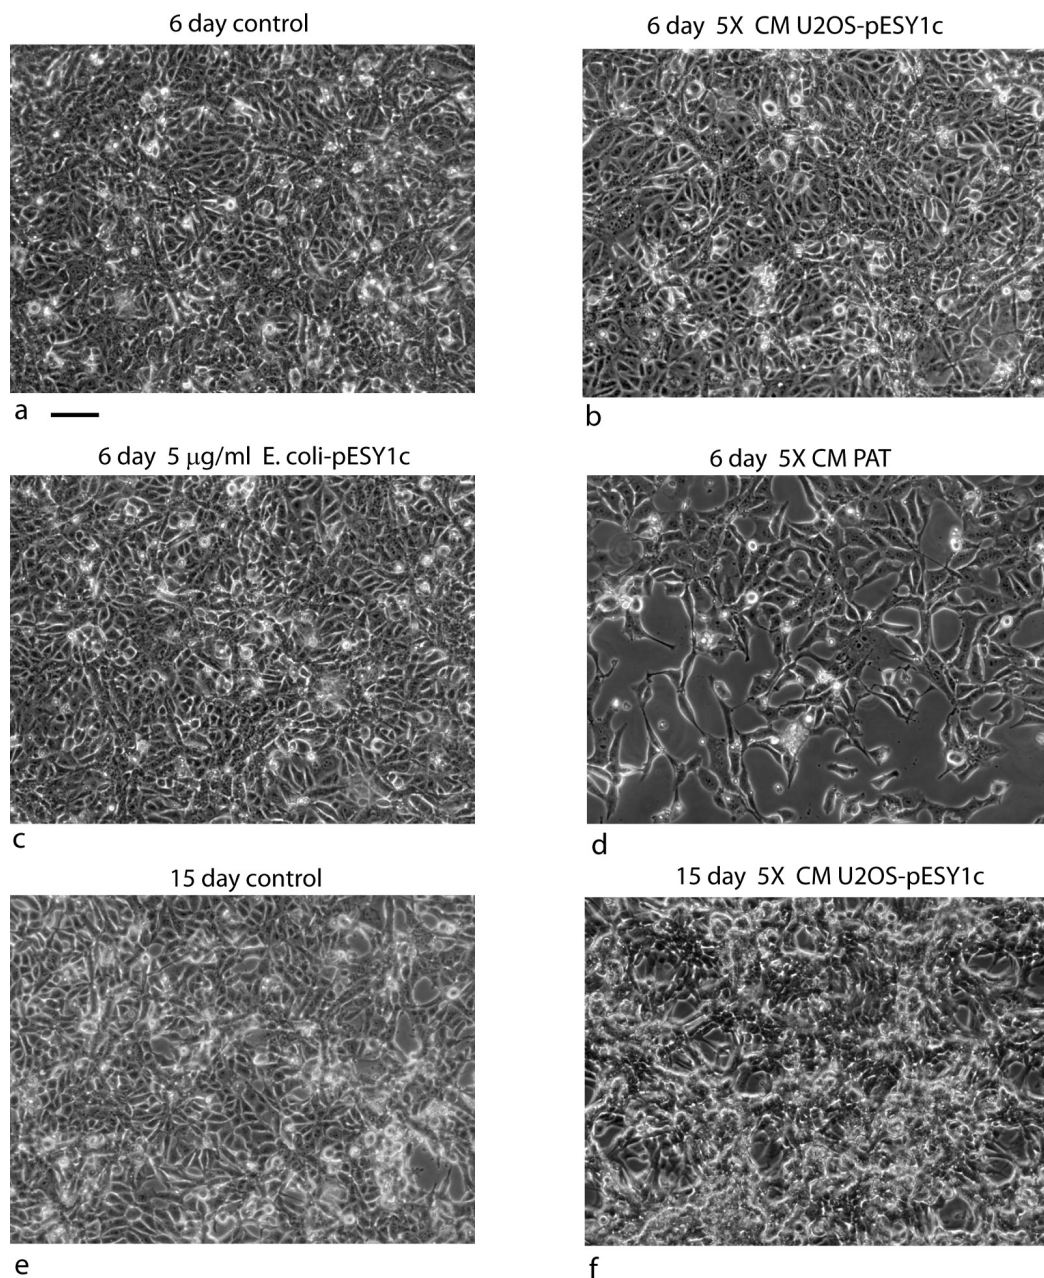 6 day control
6 day 5X CM U2OS-pESY1c
a
b
6 day 5 μg/ml E. coli-pESY1c
6 day 5X CM PAT
c
d
15 day control
15 day 5X CM U2OS-pESY1c
e
f